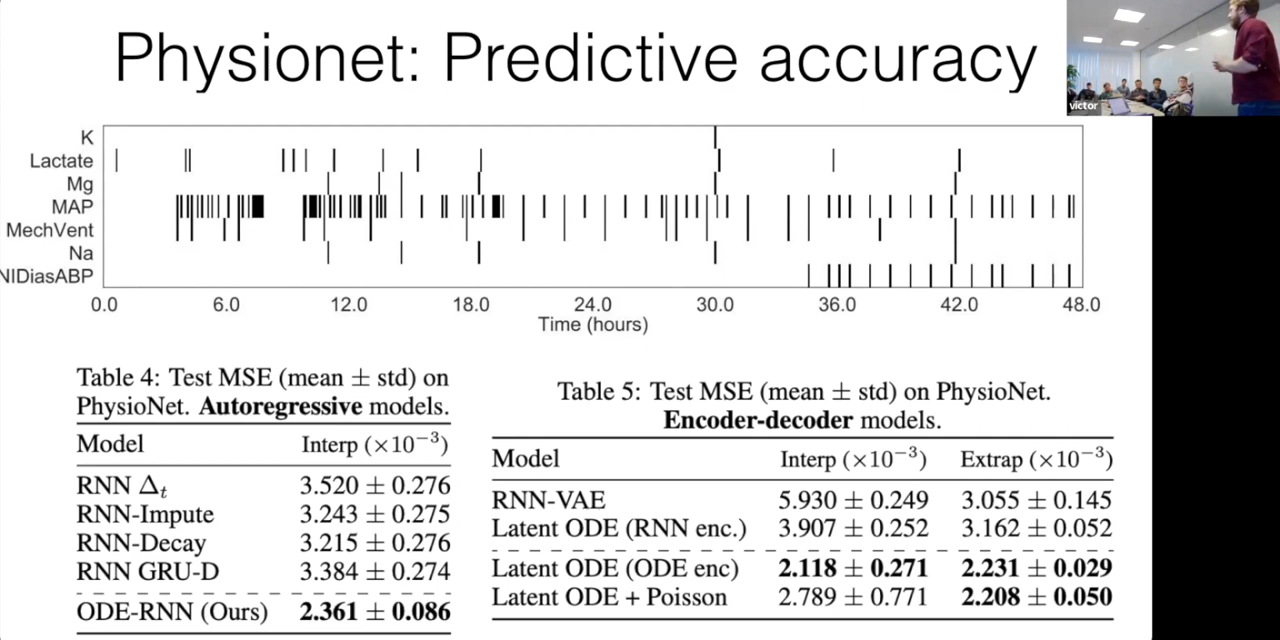 Physionet: Predictive accuracy
victor
K
Lactate
Mg
MAP
MechVent
Na
NIDiasABP
0.0 6.0 12.0 18.0 24.0 30.0 36.0 42.0 48.0
Time (hours)
Table 4: Test MSE (mean ± std) on
PhysioNet. Autoregressive models.
Model Interp (×10⁻³)
RNN Δₜ 3.520 ± 0.276
RNN-Impute 3.243 ± 0.275
RNN-Decay 3.215 ± 0.276
RNN GRU-D 3.384 ± 0.274
ODE-RNN (Ours) 2.361 ± 0.086
Table 5: Test MSE (mean ± std) on PhysioNet.
Encoder-decoder models.
Model Interp (×10⁻³) Extrap (×10⁻³)
RNN-VAE 5.930 ± 0.249 3.055 ± 0.145
Latent ODE (RNN enc.) 3.907 ± 0.252 3.162 ± 0.052
Latent ODE (ODE enc) 2.118 ± 0.271 2.231 ± 0.029
Latent ODE + Poisson 2.789 ± 0.771 2.208 ± 0.050